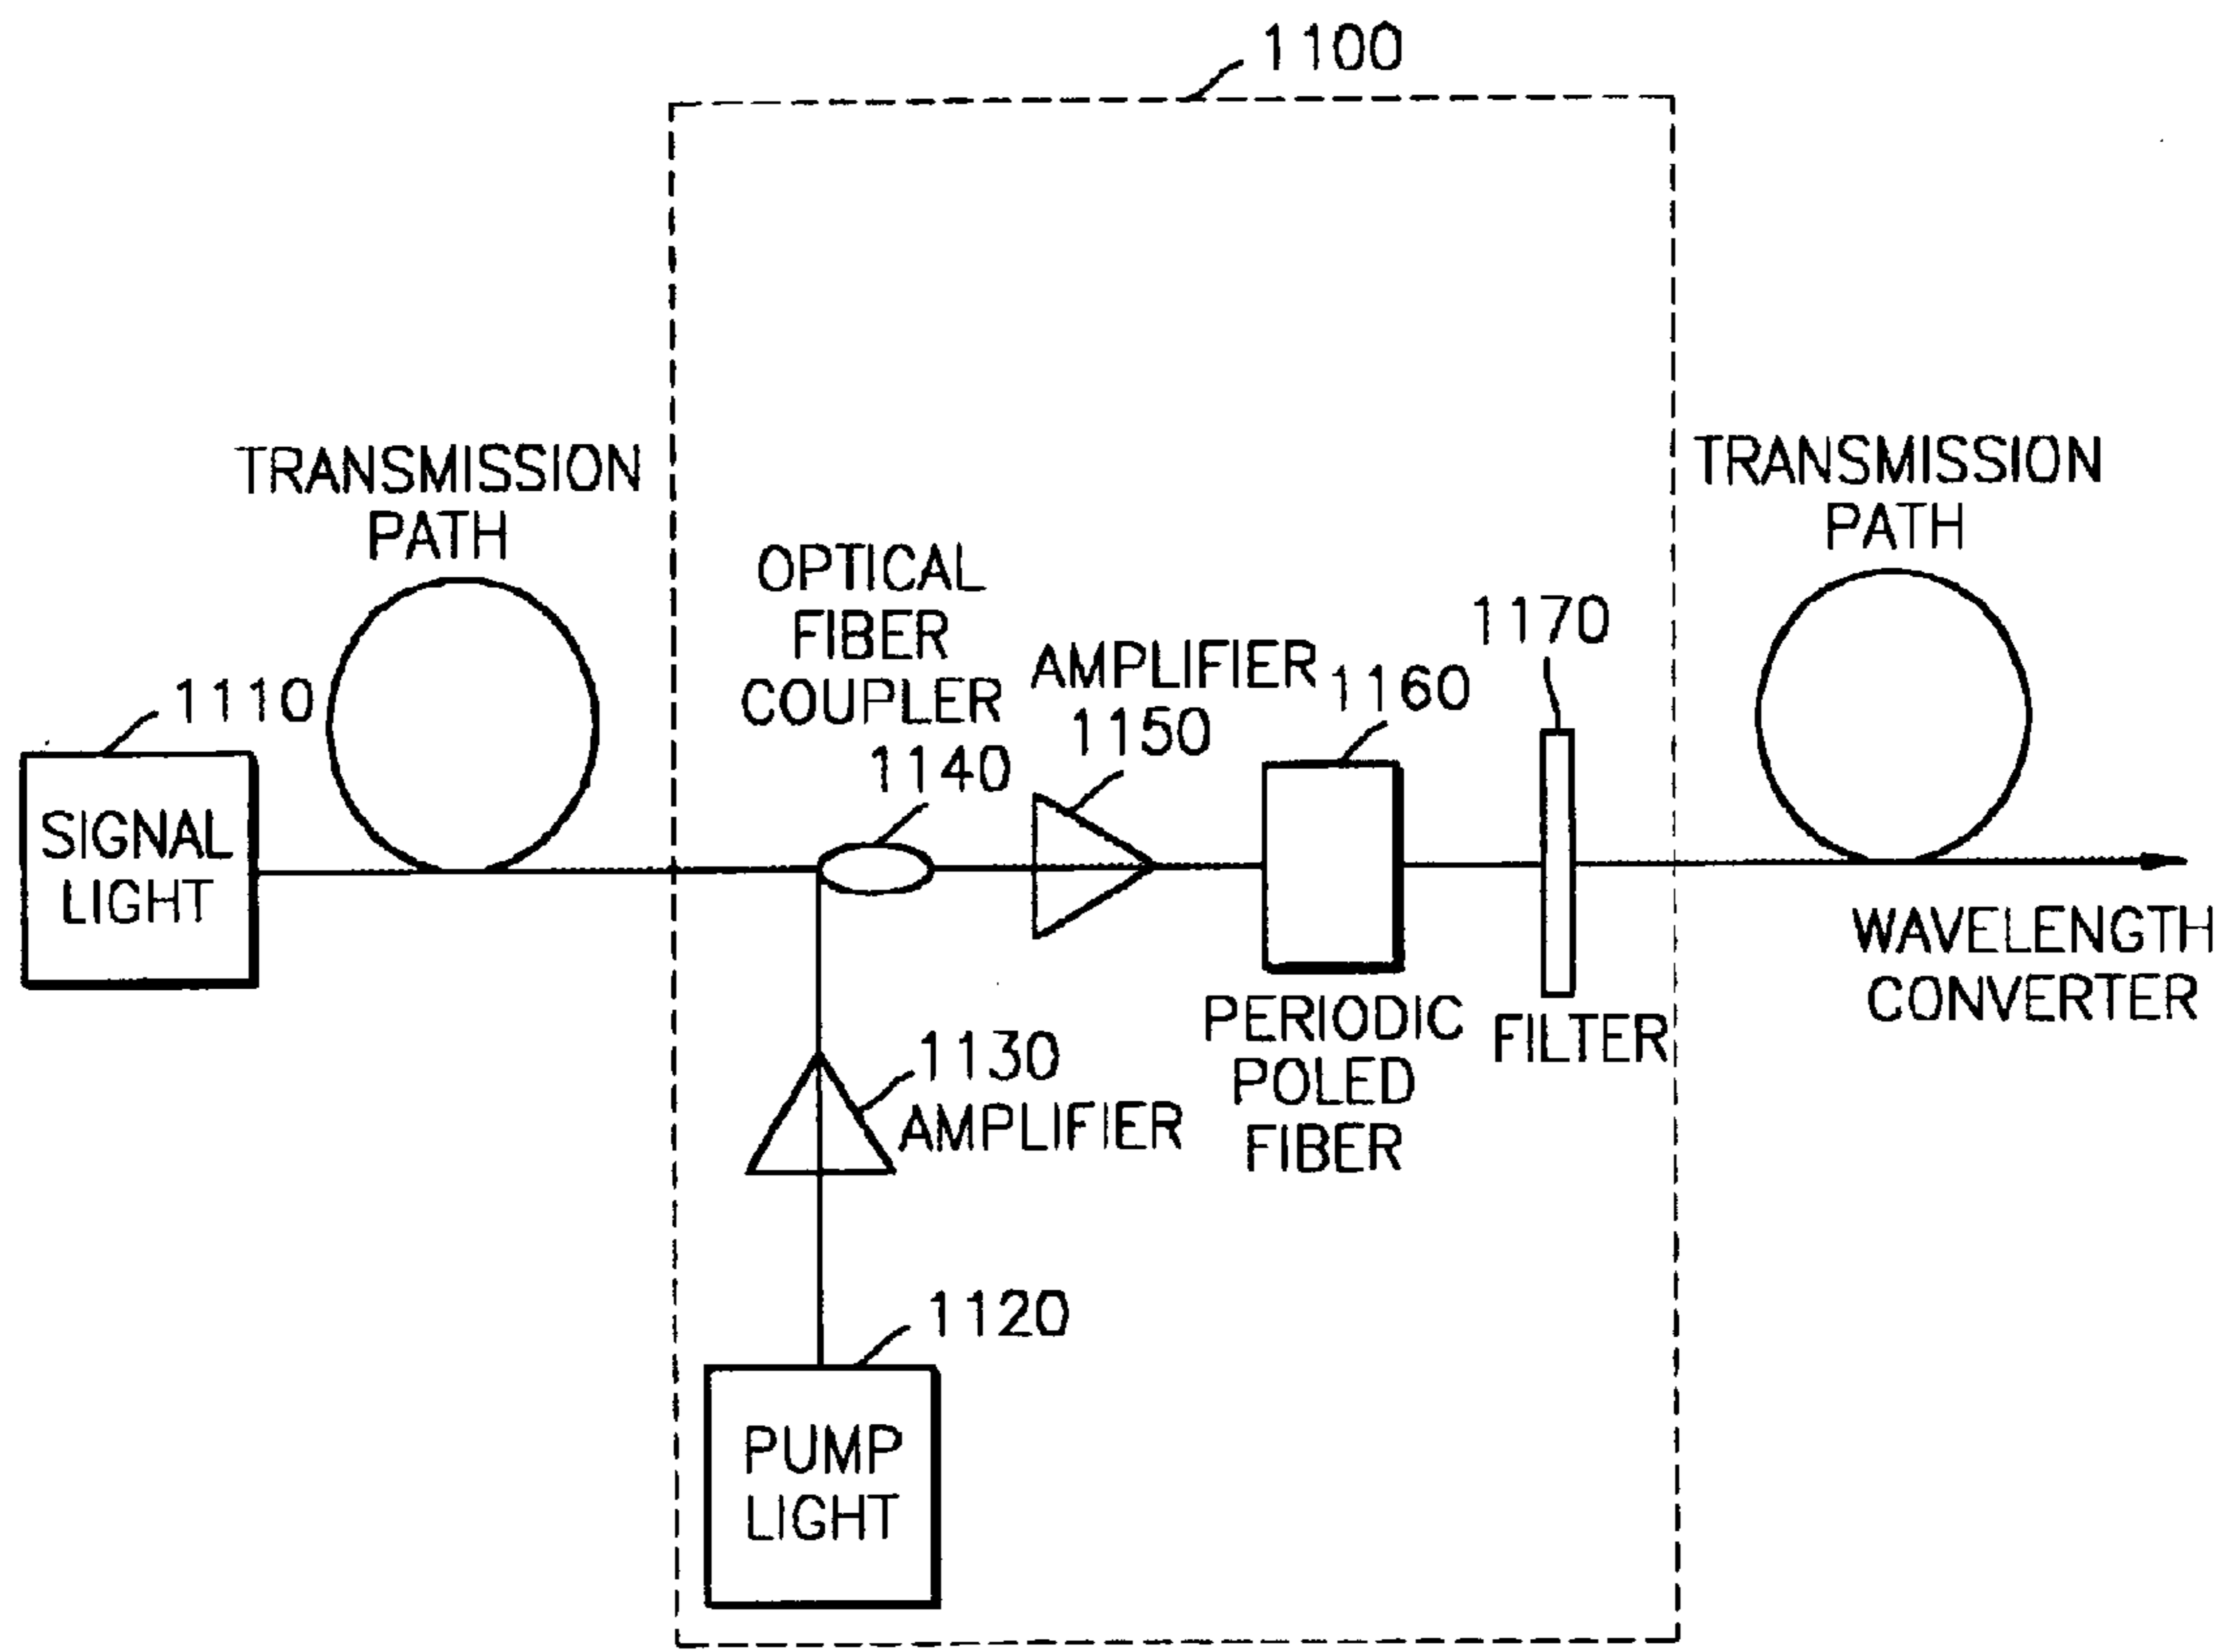 1100
TRANSMISSION
PATH
TRANSMISSION
PATH
OPTICAL
FIBER
COUPLER
1140
AMPLIFIER
1150
1160
1170
1110
SIGNAL
LIGHT
WAVELENGTH
CONVERTER
PERIODIC
POLED
FIBER
FILTER
1130
AMPLIFIER
1120
PUMP
LIGHT